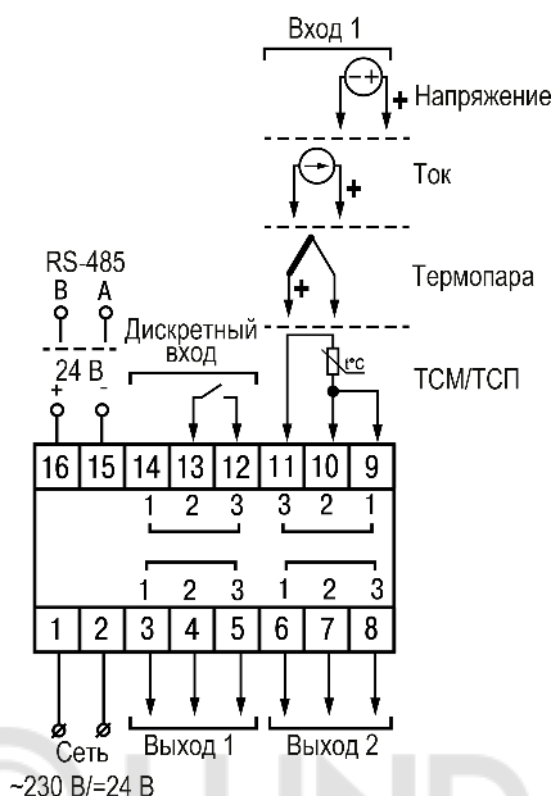 Вход 1
− +
+ Напряжение
+ Ток
+ Термопара
RS-485
B A
Дискретный
вход
24 В
+ -
t°C
ТСМ/ТСП
16 15 14 13 12 11 10 9
1 2 3 3 2 1
1 2 3 1 2 3
1 2 3 4 5 6 7 8
Сеть
Выход 1 Выход 2
~230 В/=24 В